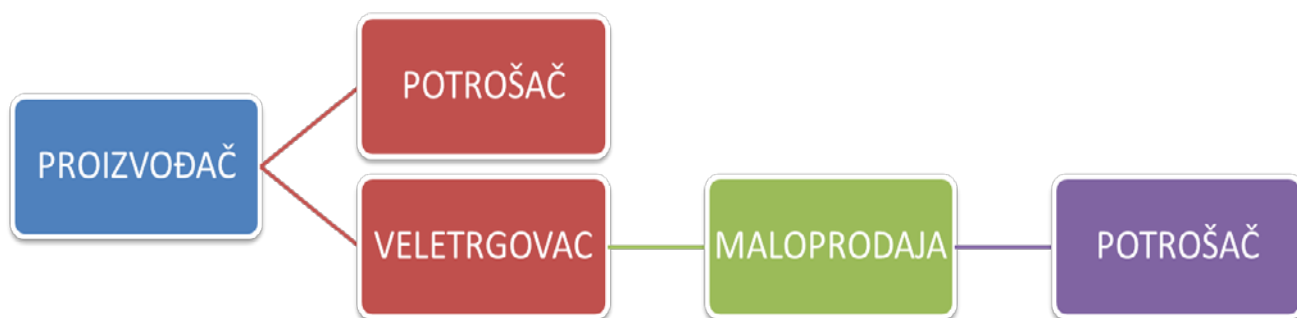 PROIZVOĐAČ
POTROŠAČ
VELETRGOVAC
MALOPRODAJA
POTROŠAČ